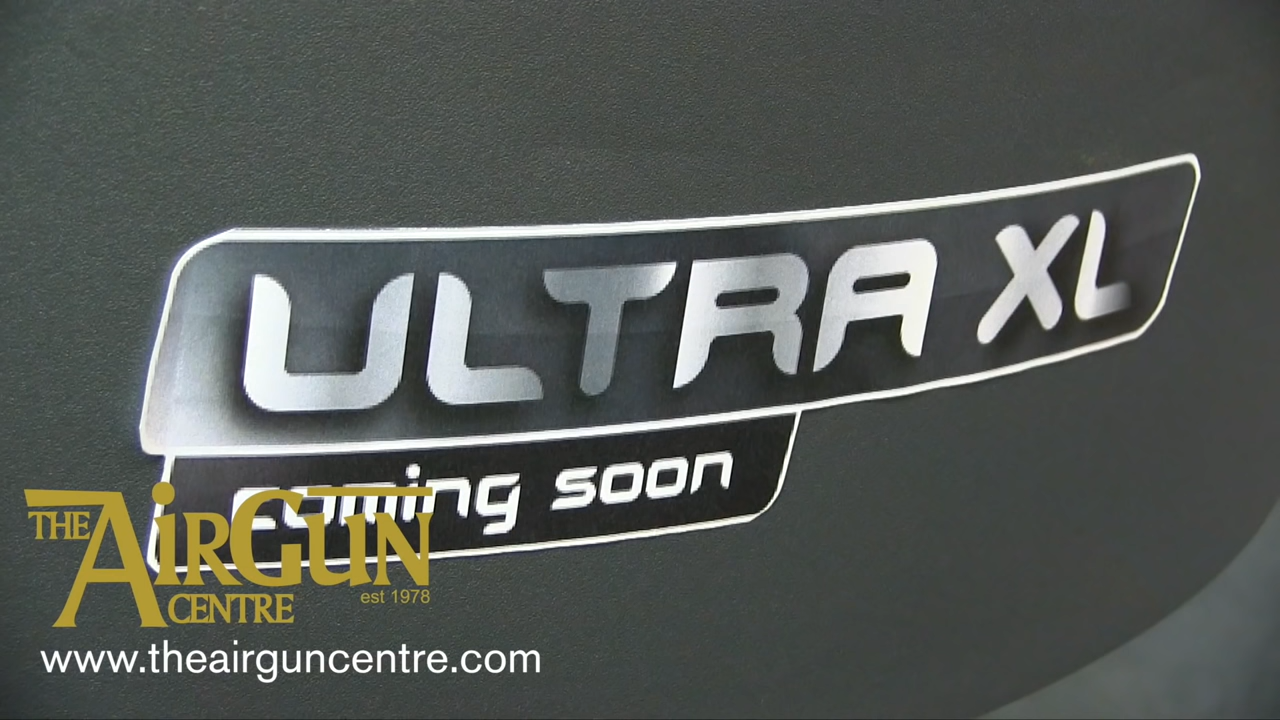 ULTRA XL
coming soon
THE AIRGUN
CENTRE
est 1978
www.theairguncentre.com